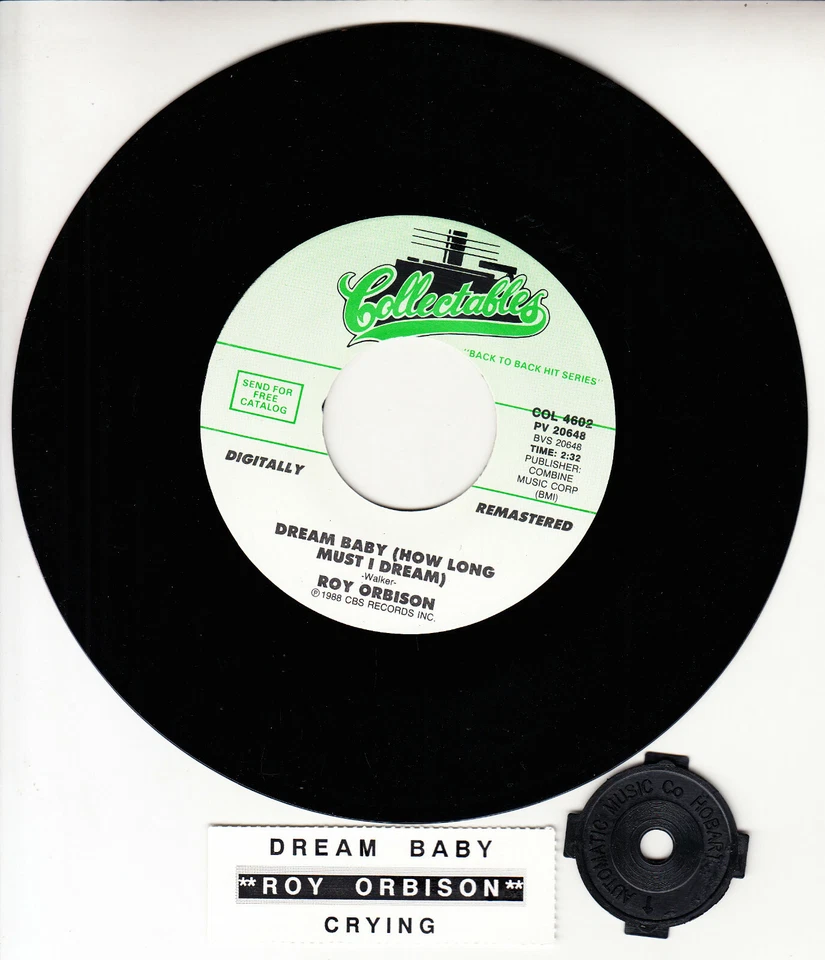 Collectables
"BACK TO BACK HIT SERIES"
SEND FOR
FREE
CATALOG
COL 4602
PV 20648
BVS 20648
TIME: 2:32
PUBLISHER:
COMBINE
MUSIC CORP
(BMI)
DIGITALLY
REMASTERED
DREAM BABY (HOW LONG
MUST I DREAM)
-Walker-
ROY ORBISON
℗1988 CBS RECORDS INC.
AUTOMATIC MUSIC Co HOBART
1
DREAM BABY
**ROY ORBISON**
CRYING